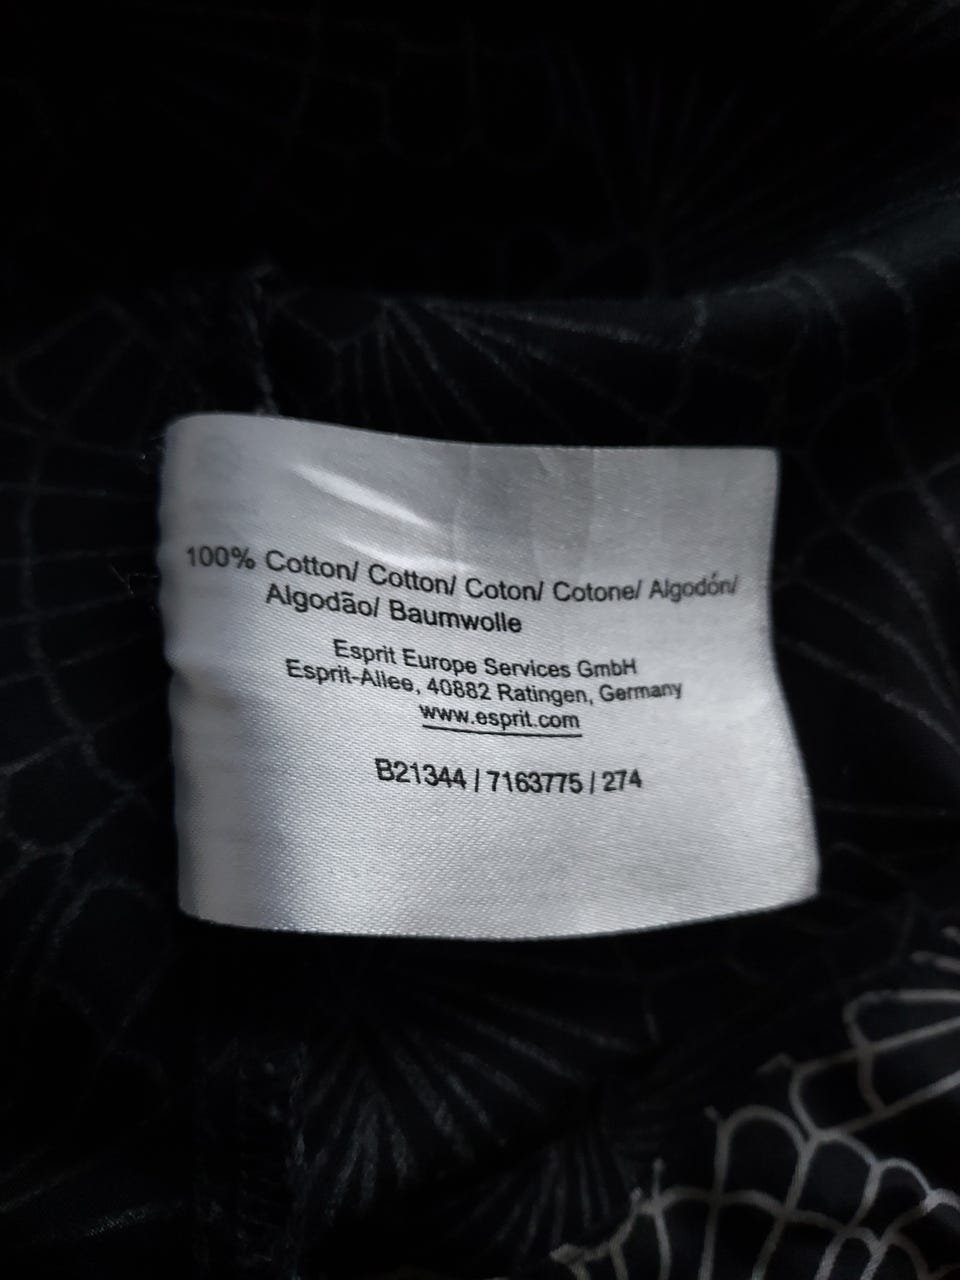 100% Cotton/ Cotton/ Coton/ Cotone/ Algodón/
Algodão/ Baumwolle
Esprit Europe Services GmbH
Esprit-Allee, 40882 Ratingen, Germany
www.esprit.com
B21344 / 7163775 / 274